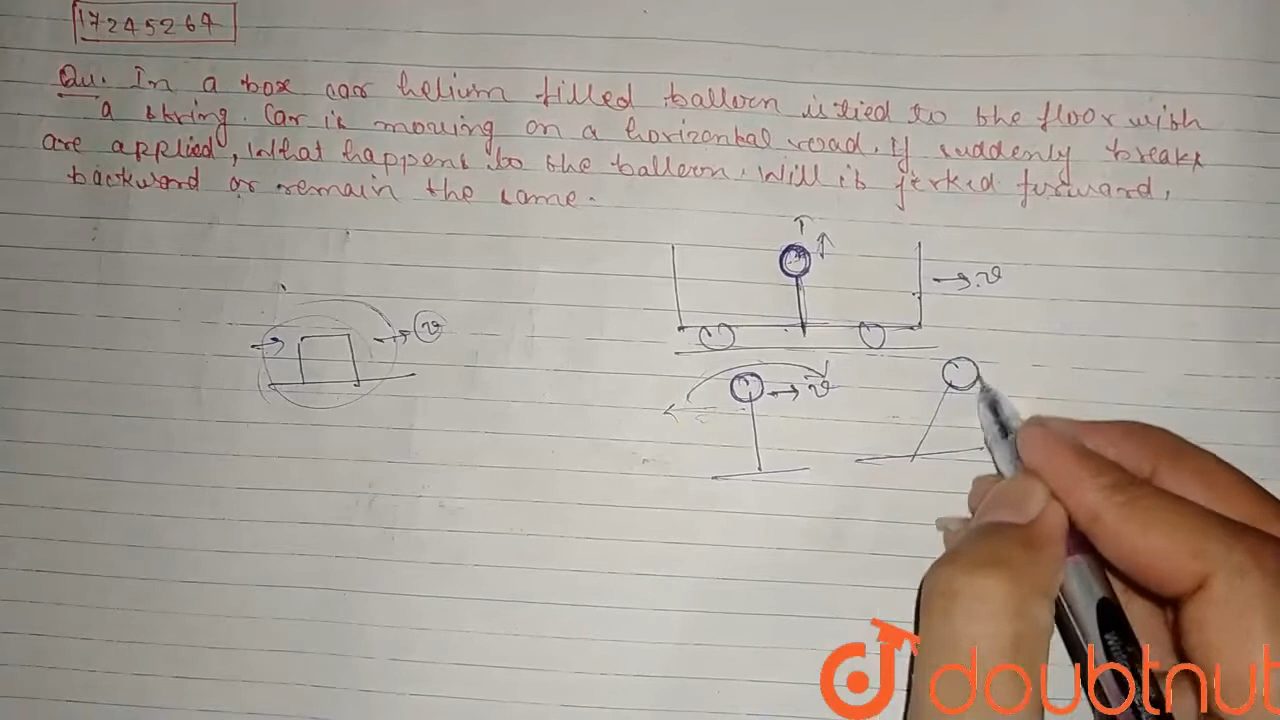 17245264
Qu. In a box car helium filled balloon is tied to the floor with
a string. Car is moving on a horizontal road. If suddenly breaks
are applied, What happens to the balloon. Will it jerked forward,
backword or remain the same.
T
v
v
v
doubtnut